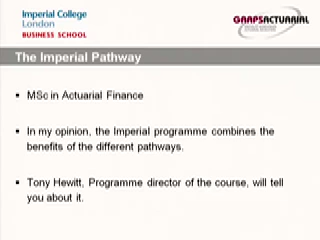 Imperial College
London
BUSINESS SCHOOL
GAAPSACTUARIAL
The Imperial Pathway
MSc in Actuarial Finance
In my opinion, the Imperial programme combines the
benefits of the different pathways.
Tony Hewitt, Programme director of the course, will tell
you about it.